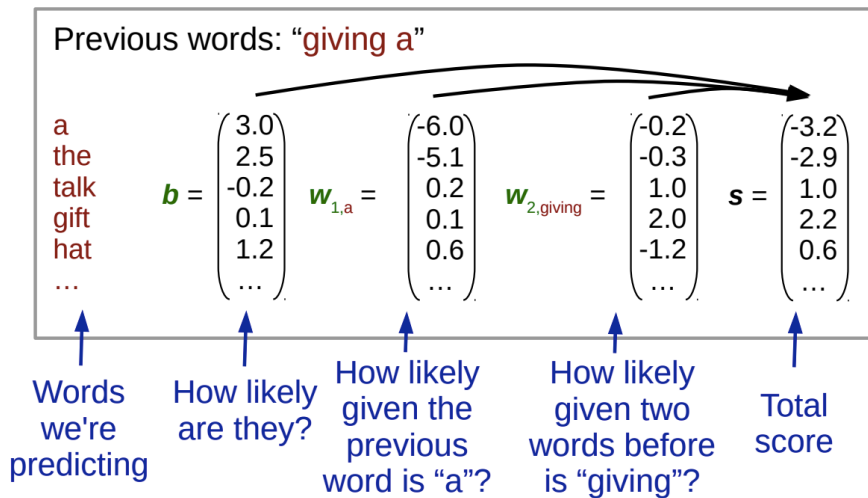 Previous words: “giving a”
a
the
talk
gift
hat
...
b = 
3.0
2.5
-0.2
0.1
1.2
...
w1,a =
-6.0
-5.1
0.2
0.1
0.6
...
w2,giving =
-0.2
-0.3
1.0
2.0
-1.2
...
s =
-3.2
-2.9
1.0
2.2
0.6
...
Words
we're
predicting
How likely
are they?
How likely
given the
previous
word is “a”?
How likely
given two
words before
is “giving”?
Total
score